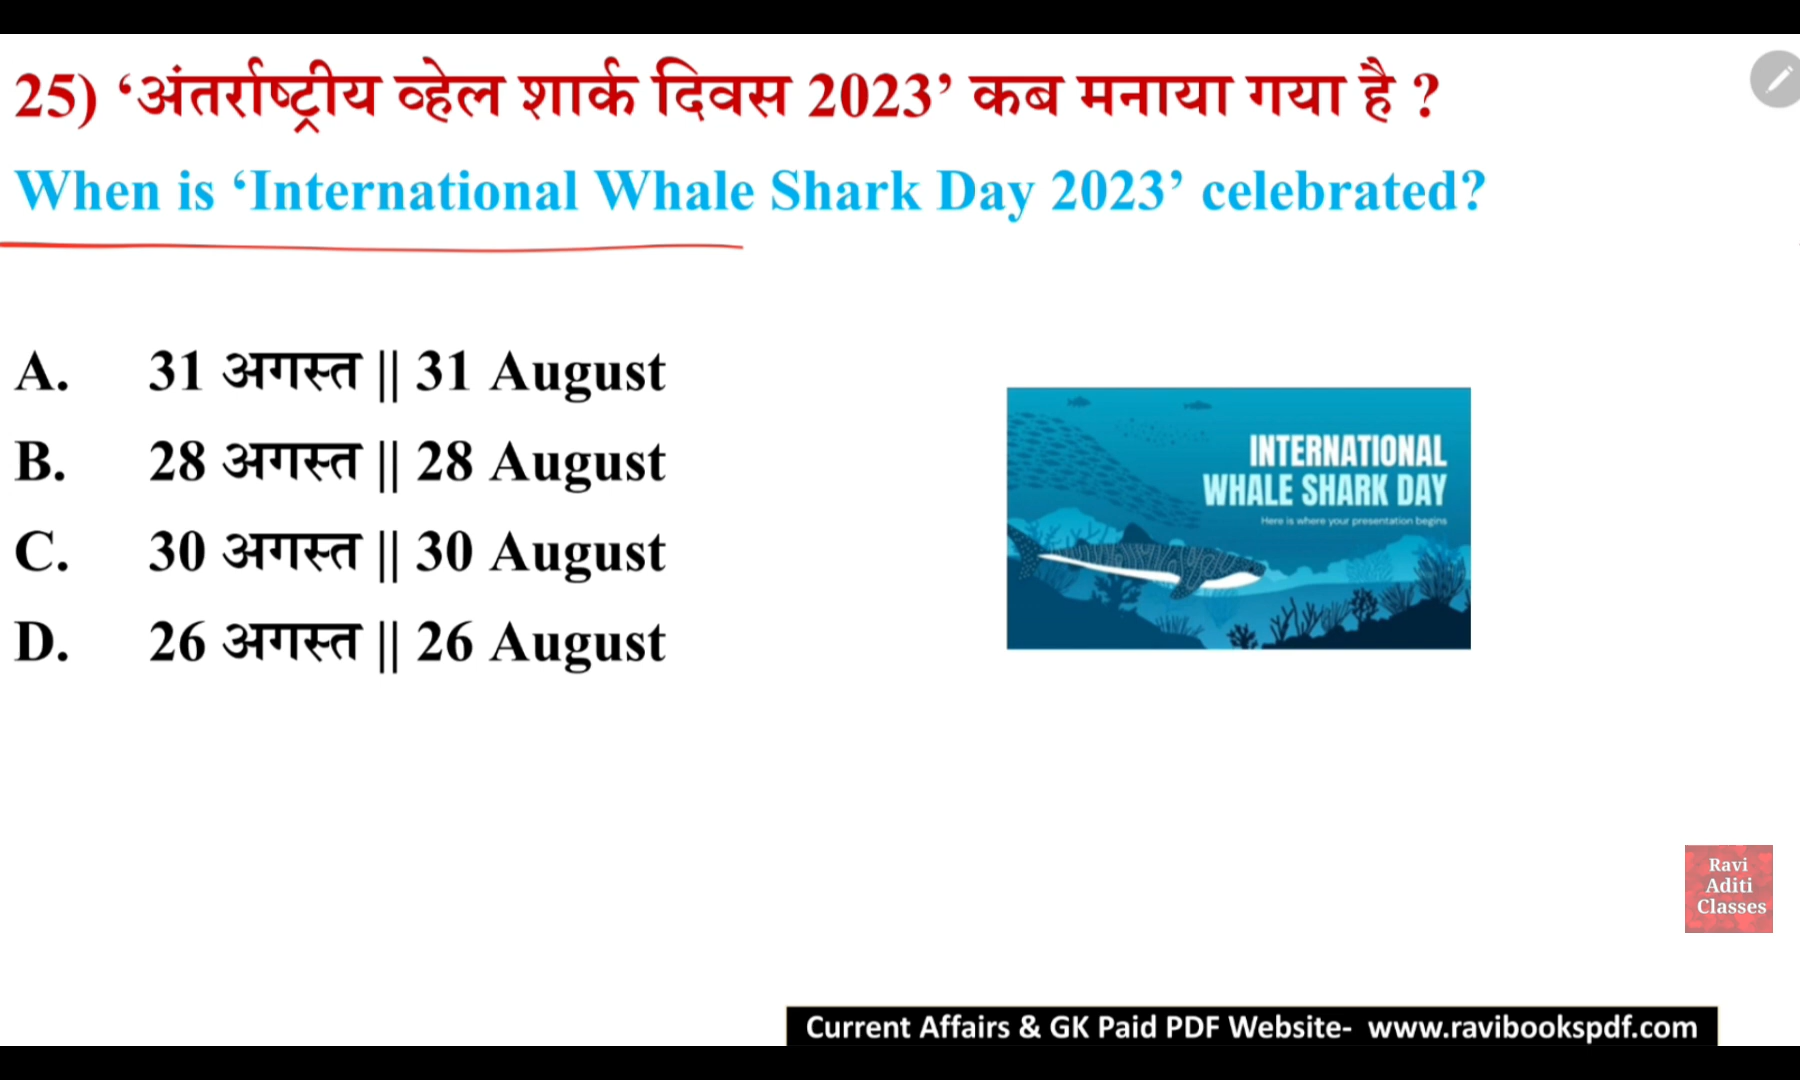 25) ‘अंतर्राष्ट्रीय व्हेल शार्क दिवस 2023’ कब मनाया गया है ?
When is ‘International Whale Shark Day 2023’ celebrated?
A. 31 अगस्त || 31 August
B. 28 अगस्त || 28 August
C. 30 अगस्त || 30 August
D. 26 अगस्त || 26 August
INTERNATIONAL
WHALE SHARK DAY
Here is where your presentation begins
Ravi
Aditi
Classes
Current Affairs & GK Paid PDF Website- www.ravibookspdf.com